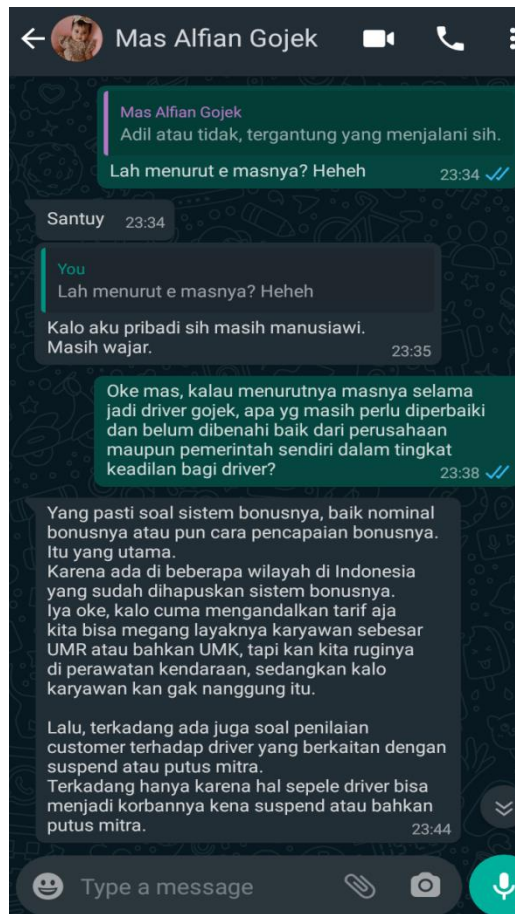 Mas Alfian Gojek
Mas Alfian Gojek
Adil atau tidak, tergantung yang menjalani sih.
Lah menurut e masnya? Heheh
23:34
Santuy 23:34
You
Lah menurut e masnya? Heheh
Kalo aku pribadi sih masih manusiawi.
Masih wajar.
23:35
Oke mas, kalau menurutnya masnya selama
jadi driver gojek, apa yg masih perlu diperbaiki
dan belum dibenahi baik dari perusahaan
maupun pemerintah sendiri dalam tingkat
keadilan bagi driver?
23:38
Yang pasti soal sistem bonusnya, baik nominal
bonusnya atau pun cara pencapaian bonusnya.
Itu yang utama.
Karena ada di beberapa wilayah di Indonesia
yang sudah dihapuskan sistem bonusnya.
Iya oke, kalo cuma mengandalkan tarif aja
kita bisa megang layaknya karyawan sebesar
UMR atau bahkan UMK, tapi kan kita ruginya
di perawatan kendaraan, sedangkan kalo
karyawan kan gak nanggung itu.
Lalu, terkadang ada juga soal penilaian
customer terhadap driver yang berkaitan dengan
suspend atau putus mitra.
Terkadang hanya karena hal sepele driver bisa
menjadi korbannya kena suspend atau bahkan
putus mitra.
23:44
Type a message